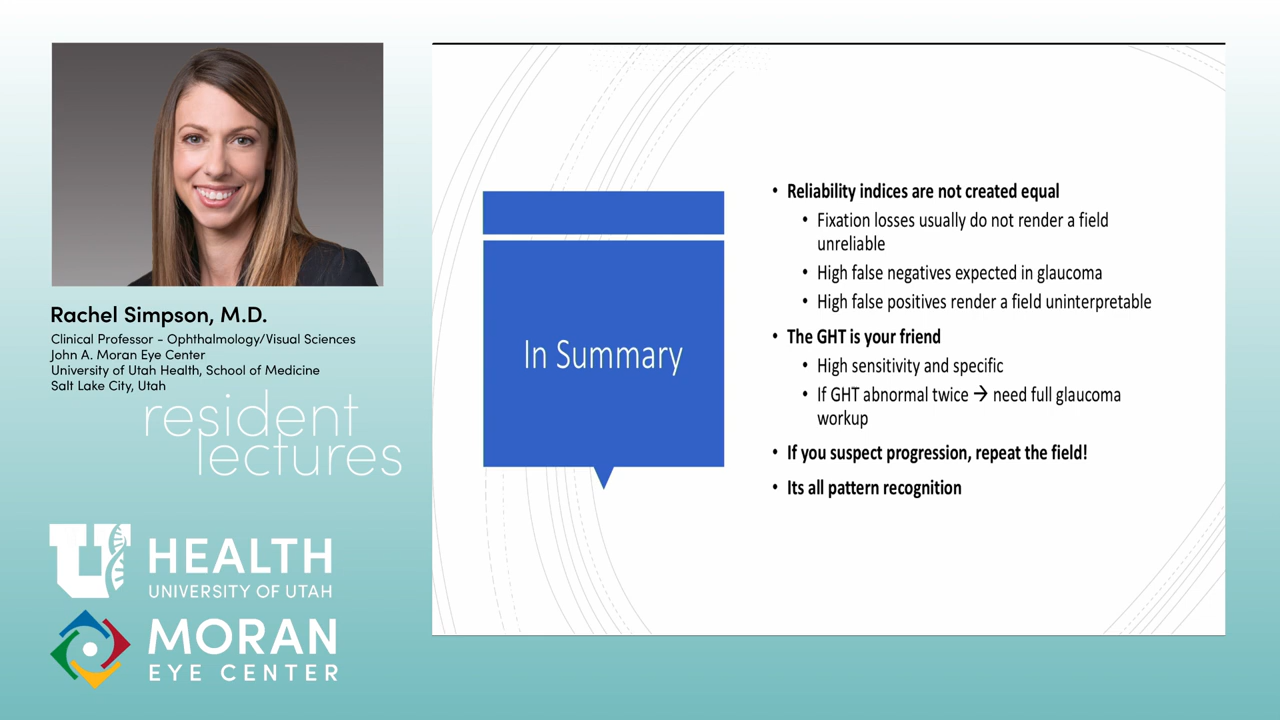 Rachel Simpson, M.D.
Clinical Professor - Ophthalmology/Visual Sciences
John A. Moran Eye Center
University of Utah Health, School of Medicine
Salt Lake City, Utah
resident
lectures
U HEALTH
UNIVERSITY OF UTAH
MORAN
EYE CENTER
In Summary
• Reliability indices are not created equal
• Fixation losses usually do not render a field
unreliable
• High false negatives expected in glaucoma
• High false positives render a field uninterpretable
• The GHT is your friend
• High sensitivity and specific
• If GHT abnormal twice → need full glaucoma
workup
• If you suspect progression, repeat the field!
• Its all pattern recognition